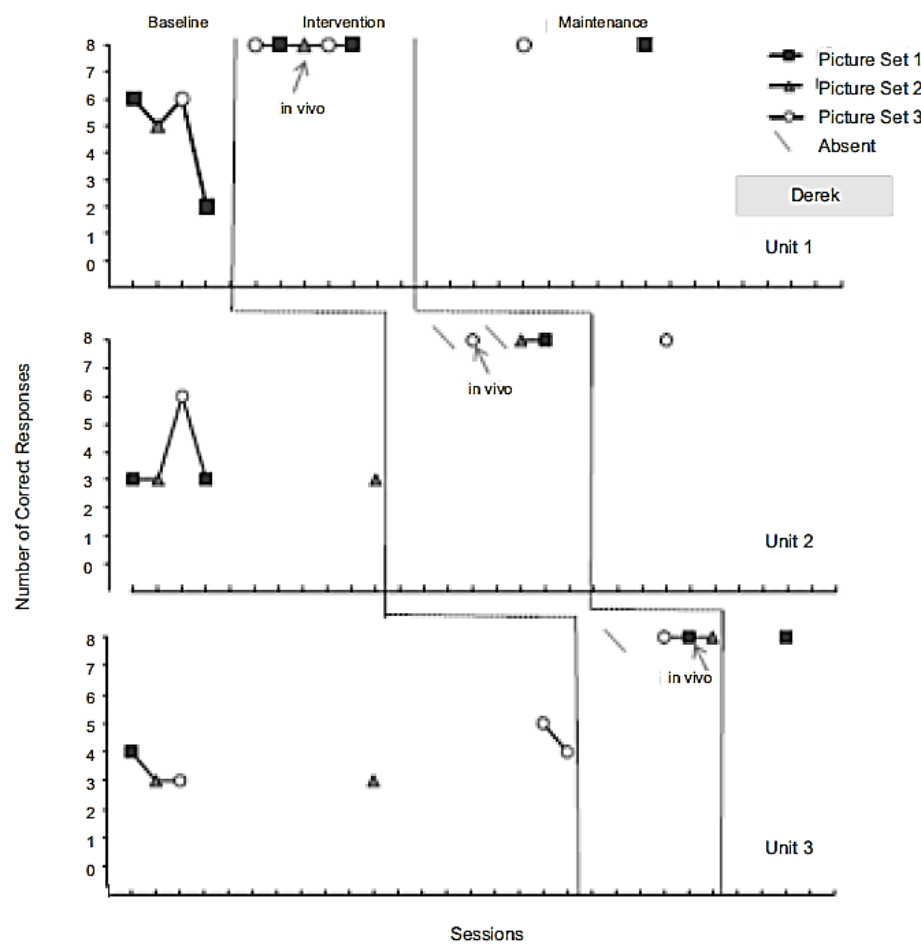 Baseline
Intervention
Maintenance
8
7
6
5
4
3
2
1
0
in vivo
Picture Set 1
Picture Set 2
Picture Set 3
Absent
Derek
Unit 1
Number of Correct Responses
8
7
6
5
4
3
2
1
0
in vivo
Unit 2
8
7
6
5
4
3
2
1
0
in vivo
Unit 3
Sessions